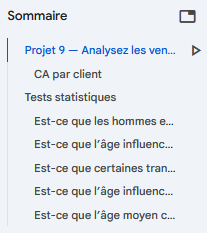 Sommaire
Projet 9 — Analysez les ven...
CA par client
Tests statistiques
Est-ce que les hommes e...
Est-ce que l'âge influenc...
Est-ce que certaines tran...
Est-ce que l'âge influenc...
Est-ce que l'âge moyen c...